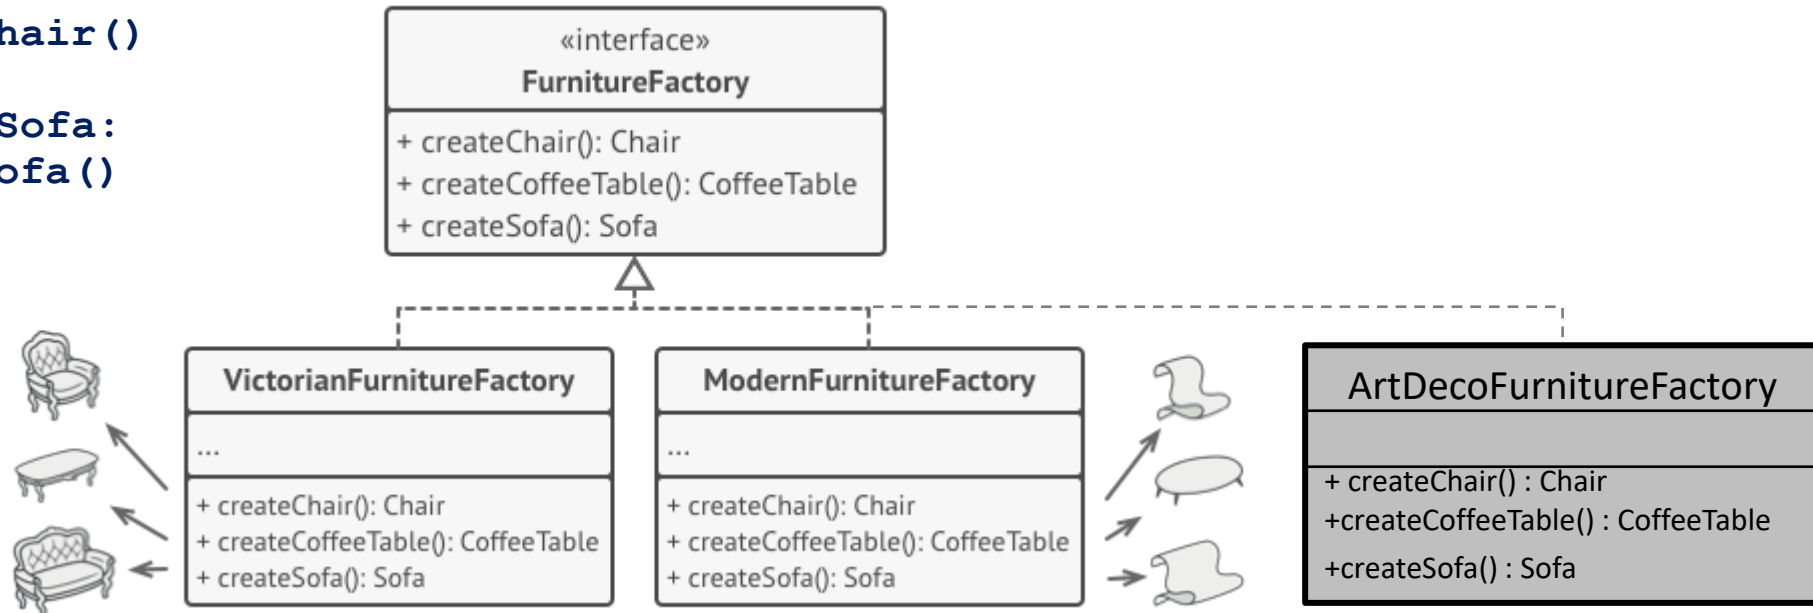 hair()
Sofa:
ofa()
«interface»
FurnitureFactory
+ createChair(): Chair
+ createCoffeeTable(): CoffeeTable
+ createSofa(): Sofa
VictorianFurnitureFactory
...
+ createChair(): Chair
+ createCoffeeTable(): CoffeeTable
+ createSofa(): Sofa
ModernFurnitureFactory
...
+ createChair(): Chair
+ createCoffeeTable(): CoffeeTable
+ createSofa(): Sofa
ArtDecoFurnitureFactory
+ createChair() : Chair
+createCoffeeTable() : CoffeeTable
+createSofa() : Sofa